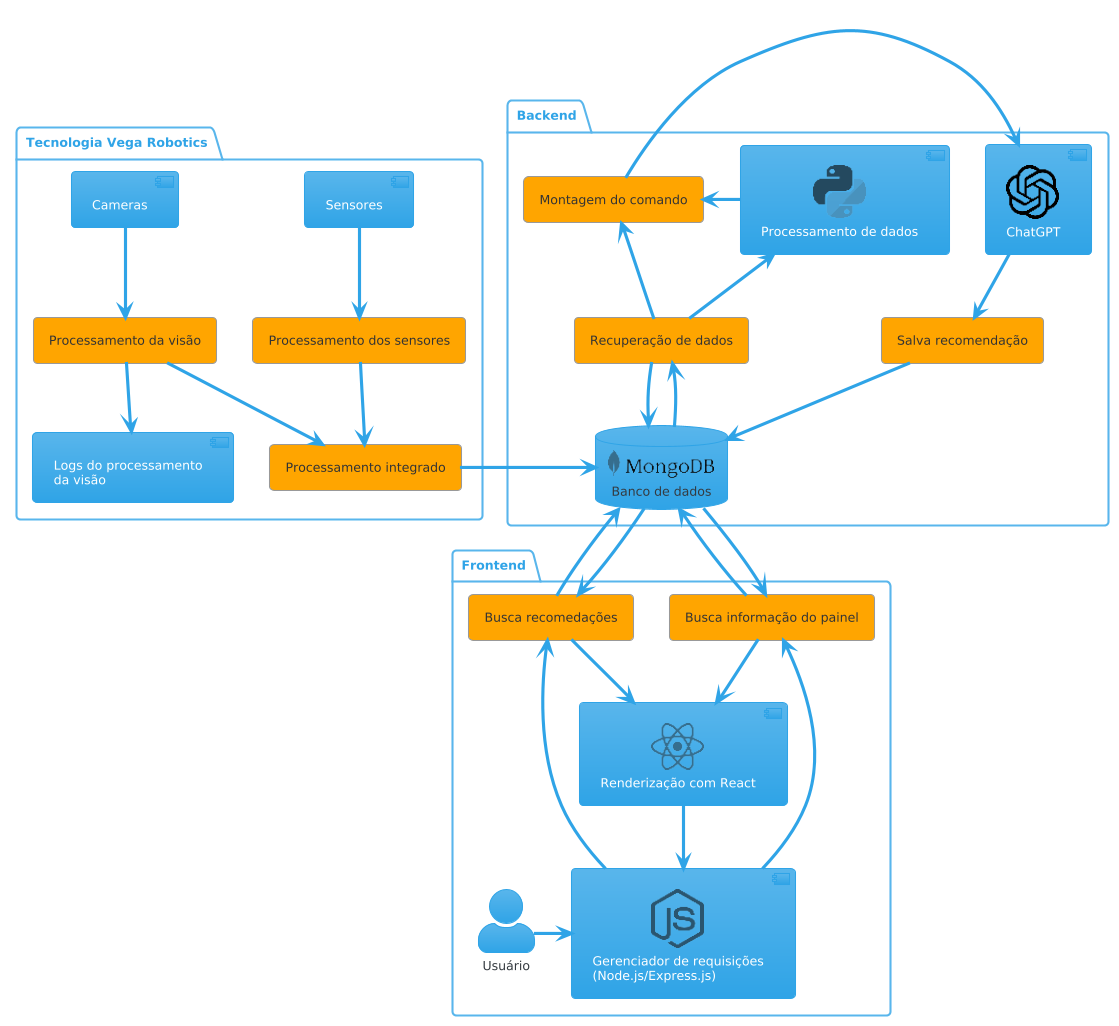 Tecnologia Vega Robotics
Cameras
Sensores
Processamento da visão
Processamento dos sensores
Logs do processamento
da visão
Processamento integrado
Backend
Montagem do comando
Processamento de dados
ChatGPT
Recuperação de dados
Salva recomendação
MongoDB
Banco de dados
Frontend
Busca recomedações
Busca informação do painel
Renderização com React
JS
Gerenciador de requisições
(Node.js/Express.js)
Usuário